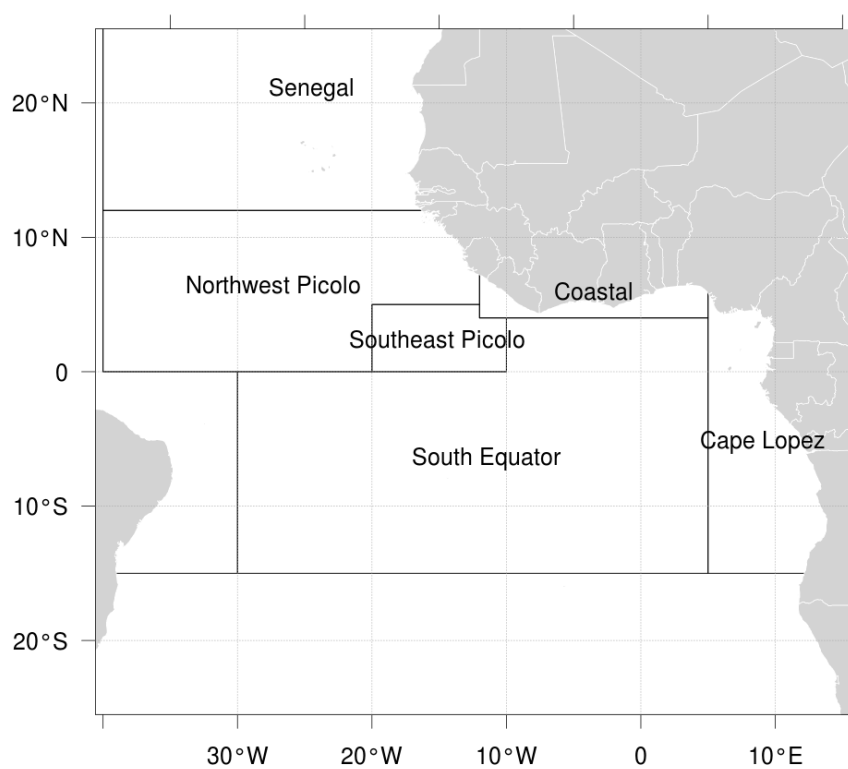 Senegal
20°N
10°N
Northwest Picolo
Coastal
Southeast Picolo
0
Cape Lopez
South Equator
10°S
20°S
30°W
20°W
10°W
0
10°E